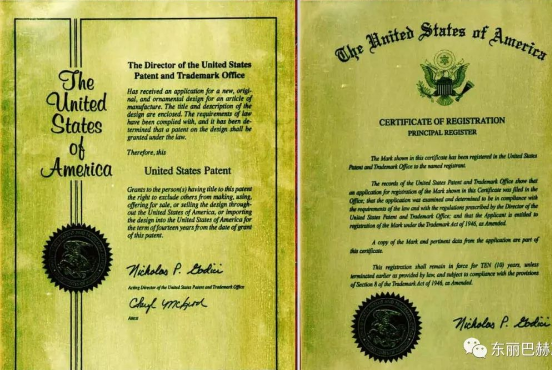 The
United
States
of
America
The Director of the United States
Patent and Trademark Office
Has received an application for a new, origi-
nal, and ornamental design for an article of
manufacture. The title and description of the
design are enclosed. The requirements of law
have been complied with, and it has been de-
termined that a patent on the design shall be
granted under the law.
Therefore, this
United States Patent
Grants to the person(s) having title to this patent
the right to exclude others from making, using,
offering for sale, or selling the design through-
out the United States of America, or importing
the design into the United States of America for
the term of fourteen years from the date of grant
of this patent.
Nicholas P. Godici
Acting Director of the United States Patent and Trademark Office
Attest
The United States of America
CERTIFICATE OF REGISTRATION
PRINCIPAL REGISTER
The Mark shown in this certificate has been registered in the United States
Patent and Trademark Office to the named registrant.
The records of the United States Patent and Trademark Office show that
an application for registration of the Mark shown in this Certificate was filed in the
Office; that the application was examined and determined to be in compliance with
the requirements of the law and with the regulations prescribed by the Director of the
United States Patent and Trademark Office; and that the Applicant is entitled to
registration of the Mark under the Trademark Act of 1946, as Amended.
A copy of the Mark and pertinent data from the application are part of
this certificate.
This registration shall remain in force for TEN (10) years, unless
terminated earlier as provided by law, and subject to compliance with the provisions
of Section 8 of the Trademark Act of 1946, as Amended.
Nicholas P. Godici
东丽巴赫